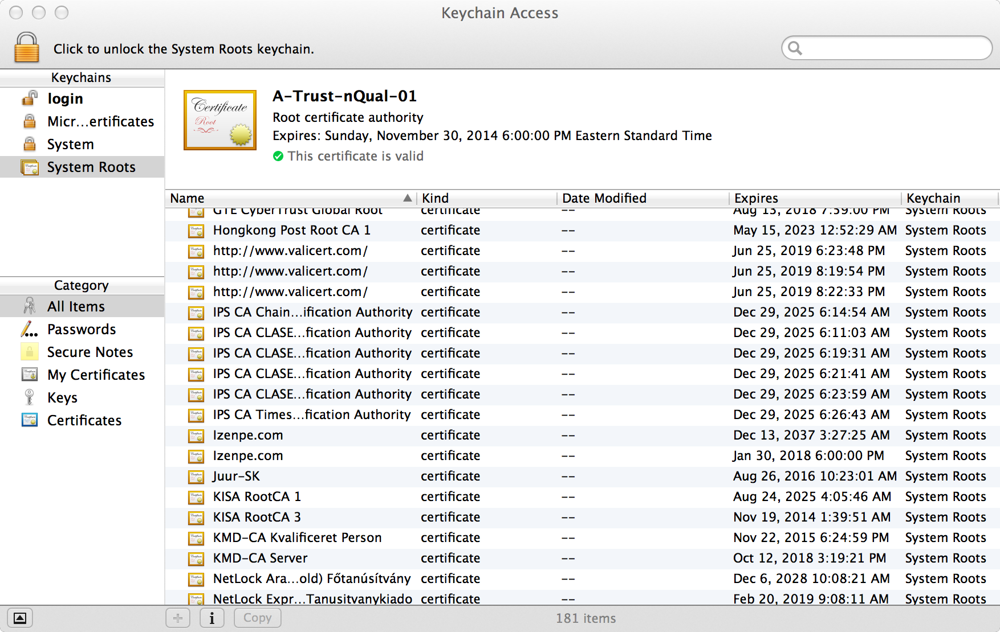 Keychain Access
Click to unlock the System Roots keychain.
Keychains
login
Micr...ertificates
System
System Roots
Category
All Items
Passwords
Secure Notes
My Certificates
Keys
Certificates
Certificate
Root
A-Trust-nQual-01
Root certificate authority
Expires: Sunday, November 30, 2014 6:00:00 PM Eastern Standard Time
This certificate is valid
Name Kind Date Modified Expires Keychain
GTE CyberTrust Global Root certificate -- Aug 13, 2018 7:59:00 PM System Roots
Hongkong Post Root CA 1 certificate -- May 15, 2023 12:52:29 AM System Roots
http://www.valicert.com/ certificate -- Jun 25, 2019 6:23:48 PM System Roots
http://www.valicert.com/ certificate -- Jun 25, 2019 8:19:54 PM System Roots
http://www.valicert.com/ certificate -- Jun 25, 2019 8:22:33 PM System Roots
IPS CA Chain...ification Authority certificate -- Dec 29, 2025 6:14:54 AM System Roots
IPS CA CLASE...fication Authority certificate -- Dec 29, 2025 6:11:03 AM System Roots
IPS CA CLASE...fication Authority certificate -- Dec 29, 2025 6:19:31 AM System Roots
IPS CA CLASE...fication Authority certificate -- Dec 29, 2025 6:21:41 AM System Roots
IPS CA CLASE...fication Authority certificate -- Dec 29, 2025 6:23:59 AM System Roots
IPS CA Times...fication Authority certificate -- Dec 29, 2025 6:26:43 AM System Roots
Izenpe.com certificate -- Dec 13, 2037 3:27:25 AM System Roots
Izenpe.com certificate -- Jan 30, 2018 6:00:00 PM System Roots
Juur-SK certificate -- Aug 26, 2016 10:23:01 AM System Roots
KISA RootCA 1 certificate -- Aug 24, 2025 4:05:46 AM System Roots
KISA RootCA 3 certificate -- Nov 19, 2014 1:39:51 AM System Roots
KMD-CA Kvalificeret Person certificate -- Nov 22, 2015 6:24:59 PM System Roots
KMD-CA Server certificate -- Oct 12, 2018 3:19:21 PM System Roots
NetLock Ara...old) Főtanúsítvány certificate -- Dec 6, 2028 10:08:21 AM System Roots
NetLock Expr...Tanusitvanykiado certificate -- Feb 20, 2019 9:08:11 AM System Roots
Copy
181 items